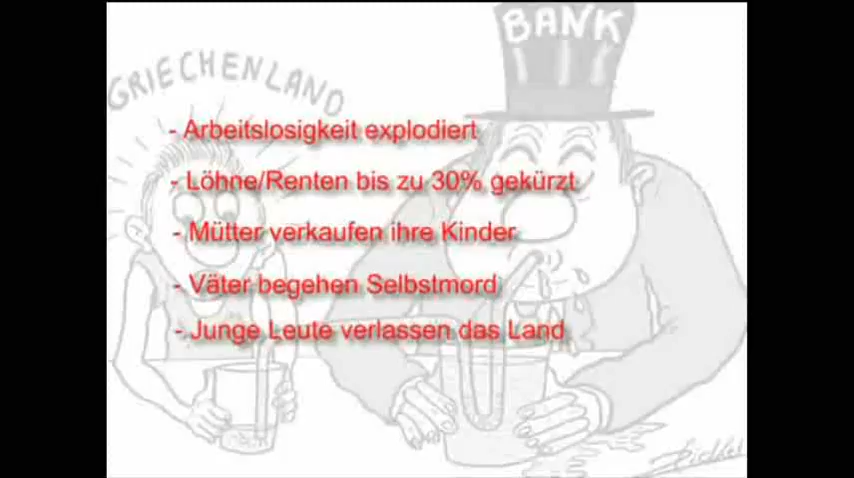 BANK
GRIECHENLAND
- Arbeitslosigkeit explodiert
- Löhne/Renten bis zu 30% gekürzt
- Mütter verkaufen ihre Kinder
- Väter begehen Selbstmord
- Junge Leute verlassen das Land